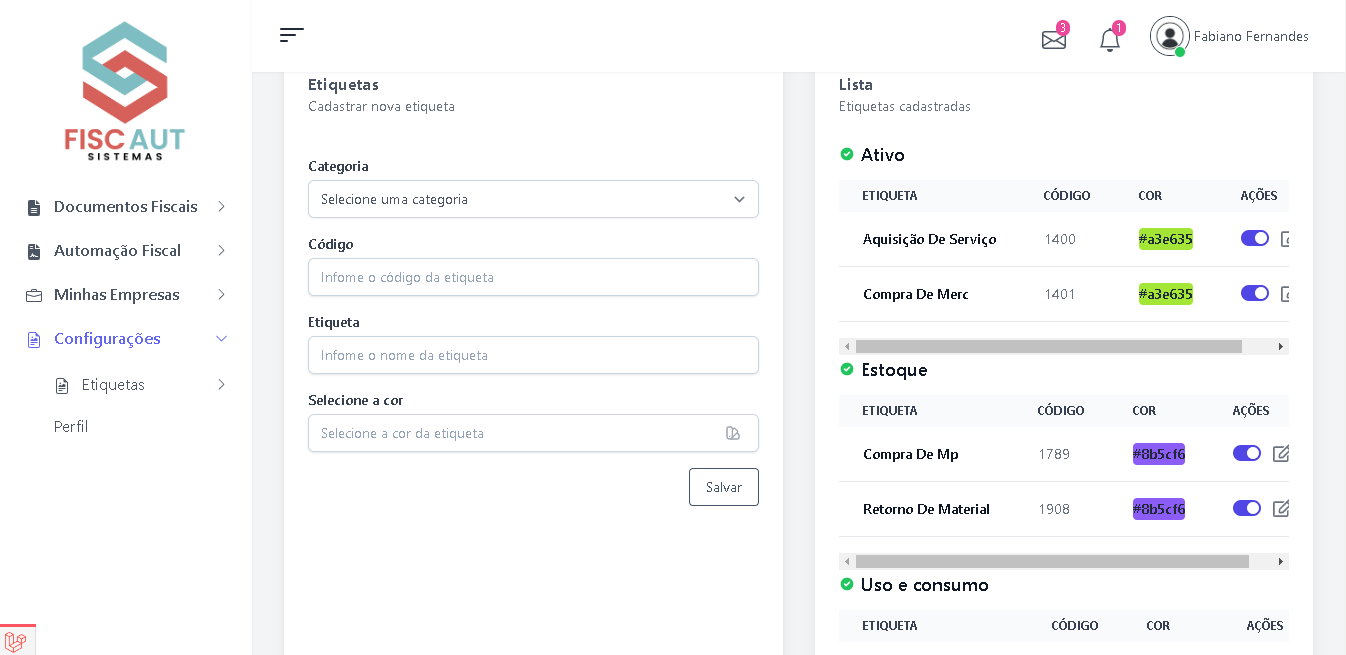 FISCAUT
SISTEMAS
Documentos Fiscais
Automação Fiscal
Minhas Empresas
Configurações
Etiquetas
Perfil
3
1
Fabiano Fernandes
Etiquetas
Cadastrar nova etiqueta
Categoria
Selecione uma categoria
Código
Infome o código da etiqueta
Etiqueta
Infome o nome da etiqueta
Selecione a cor
Selecione a cor da etiqueta
Salvar
Lista
Etiquetas cadastradas
Ativo
ETIQUETA CÓDIGO COR AÇÕES
Aquisição De Serviço 1400 #a3e635
Compra De Merc 1401 #a3e635
Estoque
ETIQUETA CÓDIGO COR AÇÕES
Compra De Mp 1789 #8b5cf6
Retorno De Material 1908 #8b5cf6
Uso e consumo
ETIQUETA CÓDIGO COR AÇÕES